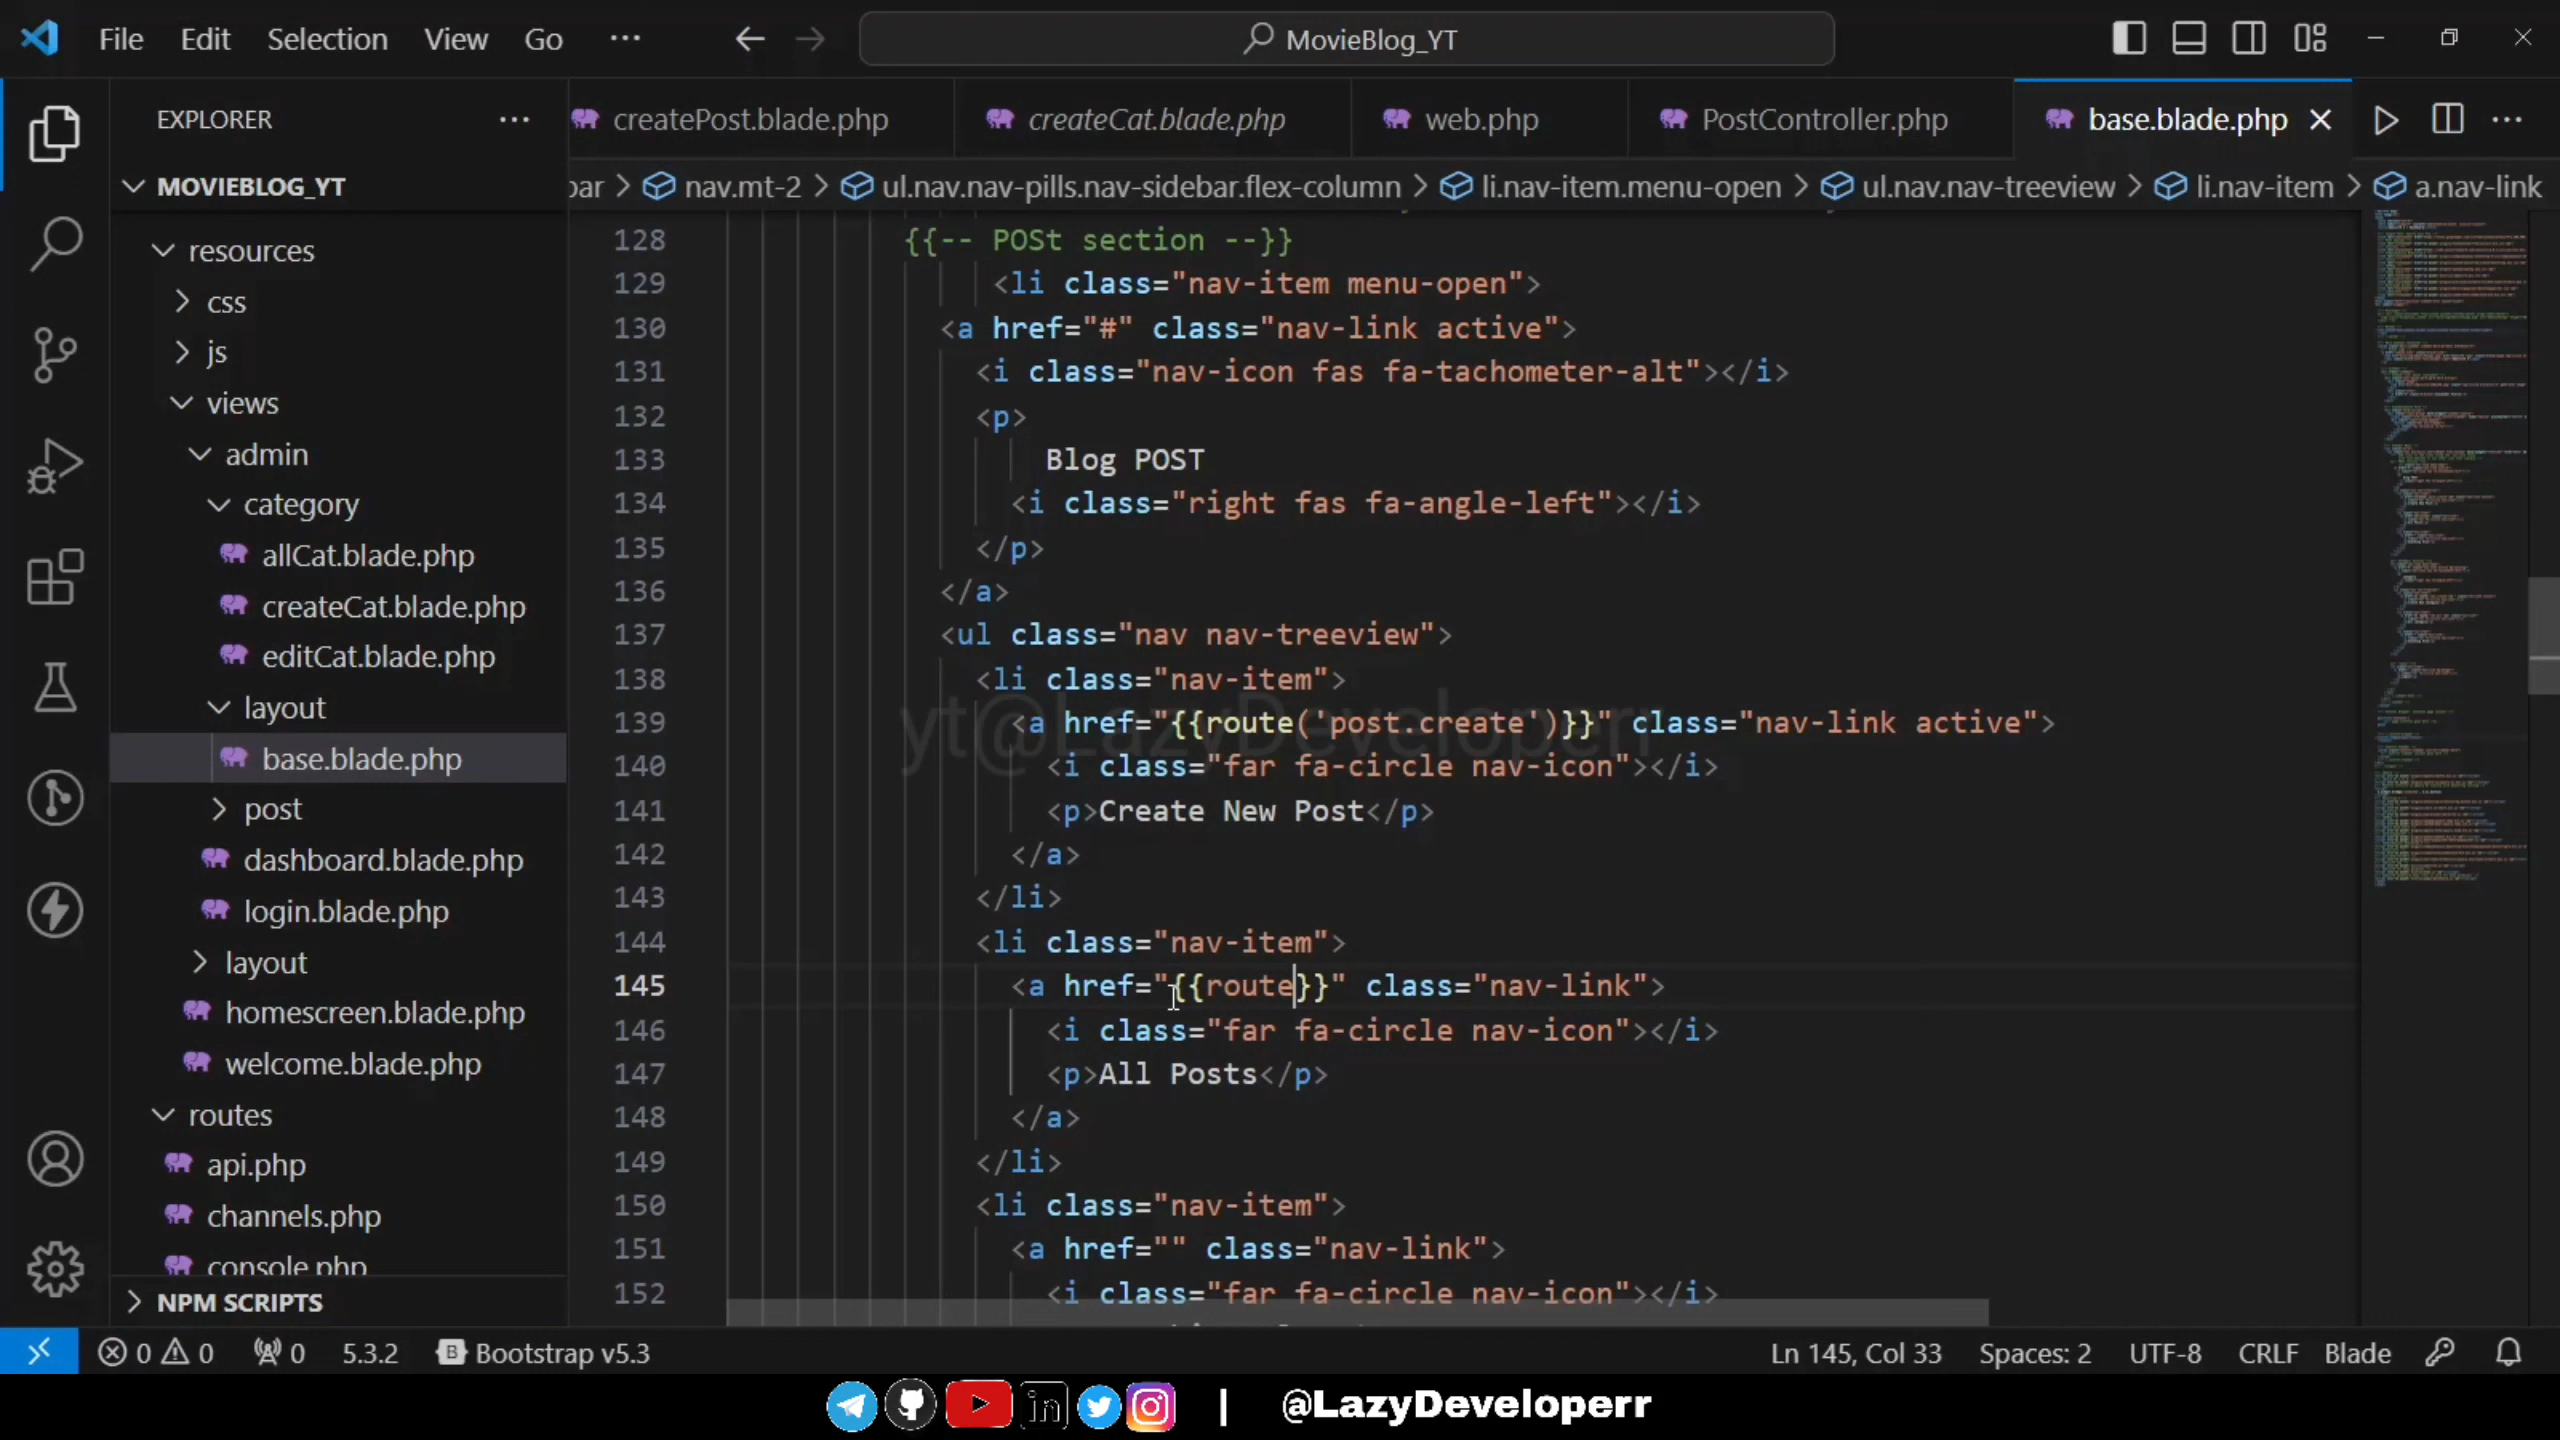 File Edit Selection View Go ... MovieBlog_YT
EXPLORER ...
createPost.blade.php createCat.blade.php web.php PostController.php base.blade.php
MOVIEBLOG_YT
bar > nav.mt-2 > ul.nav.nav-pills.nav-sidebar.flex-column > li.nav-item.menu-open > ul.nav.nav-treeview > li.nav-item > a.nav-link
resources
css
js
views
admin
category
allCat.blade.php
createCat.blade.php
editCat.blade.php
layout
base.blade.php
post
dashboard.blade.php
login.blade.php
layout
homescreen.blade.php
welcome.blade.php
routes
api.php
channels.php
console.php
NPM SCRIPTS
128 {{-- POSt section --}}
129 <li class="nav-item menu-open">
130 <a href="#" class="nav-link active">
131 <i class="nav-icon fas fa-tachometer-alt"></i>
132 <p>
133 Blog POST
134 <i class="right fas fa-angle-left"></i>
135 </p>
136 </a>
137 <ul class="nav nav-treeview">
138 <li class="nav-item">
139 <a href="{{route('post.create')}}" class="nav-link active">
140 <i class="far fa-circle nav-icon"></i>
141 <p>Create New Post</p>
142 </a>
143 </li>
144 <li class="nav-item">
145 <a href="{{route}}" class="nav-link">
146 <i class="far fa-circle nav-icon"></i>
147 <p>All Posts</p>
148 </a>
149 </li>
150 <li class="nav-item">
151 <a href="" class="nav-link">
152 <i class="far fa-circle nav-icon"></i>
yt@LazyDeveloperr
0 0 0 5.3.2 B Bootstrap v5.3 Ln 145, Col 33 Spaces: 2 UTF-8 CRLF Blade
in | @LazyDeveloperr